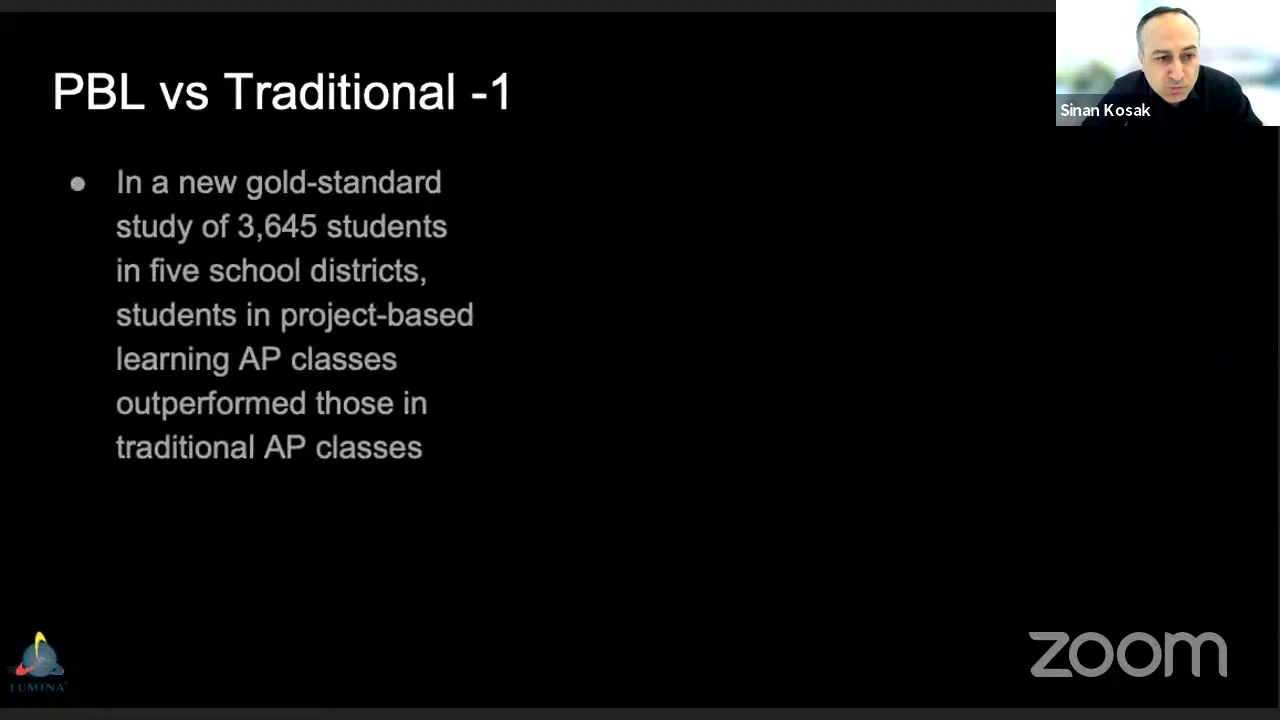 PBL vs Traditional -1
Sinan Kosak
● In a new gold-standard
study of 3,645 students
in five school districts,
students in project-based
learning AP classes
outperformed those in
traditional AP classes
LUMINA
zoom